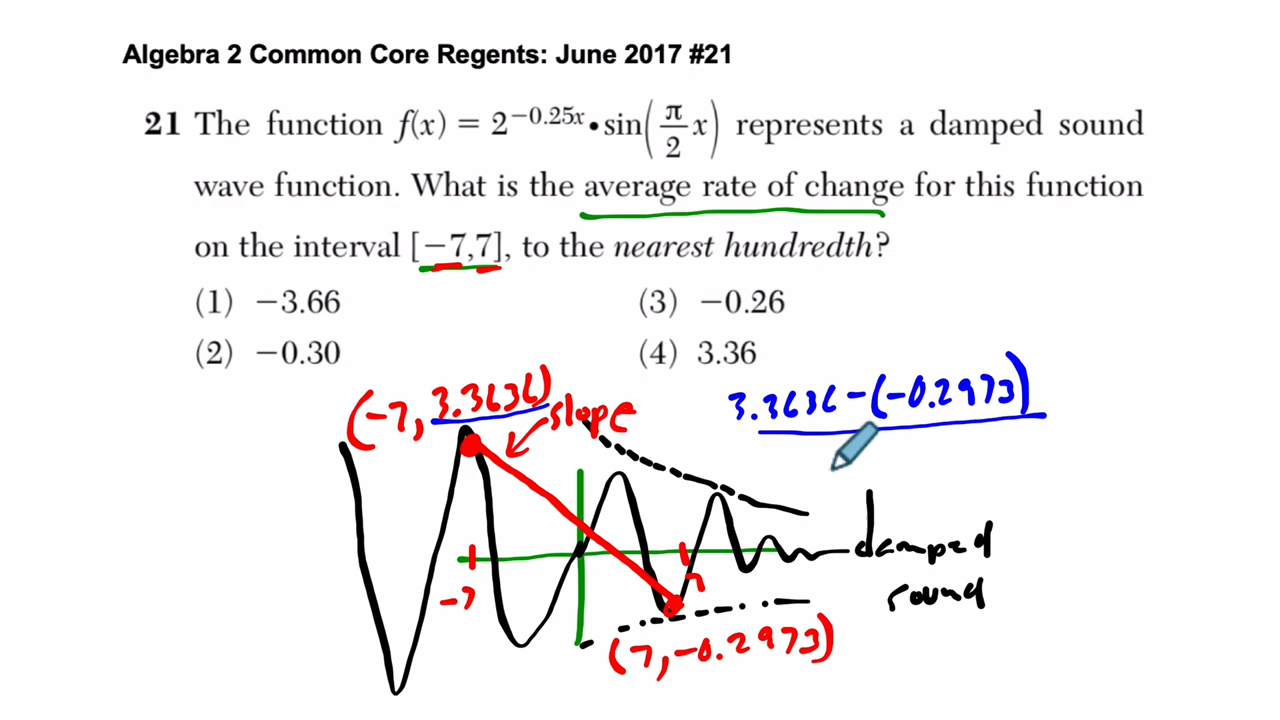 Algebra 2 Common Core Regents: June 2017 #21
21 The function f(x) = 2^{−0.25x} • sin(π/2 x) represents a damped sound
wave function. What is the average rate of change for this function
on the interval [−7,7], to the nearest hundredth?
(1) −3.66 (3) −0.26
(2) −0.30 (4) 3.36
(-7, 3.3636) slope 3.3636-(-0.2973)
damped
-7 7 sound
(7, -0.2973)